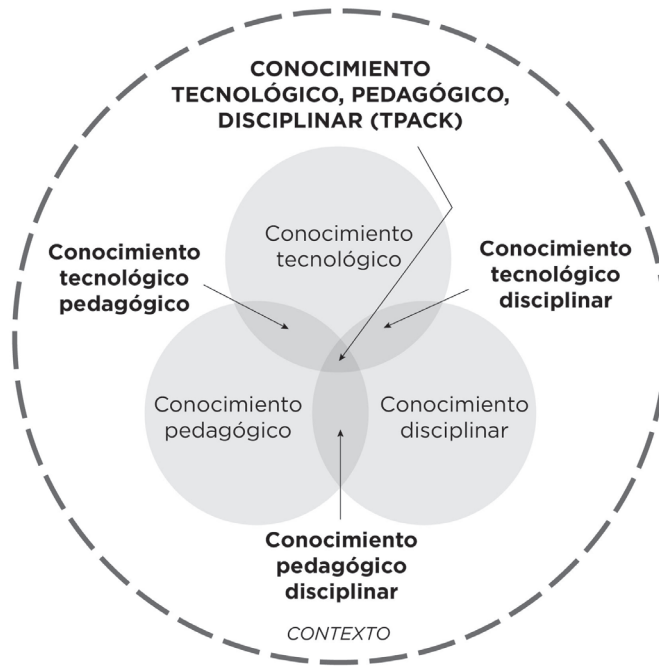 CONOCIMIENTO
TECNOLÓGICO, PEDAGÓGICO,
DISCIPLINAR (TPACK)
Conocimiento
tecnológico
Conocimiento
tecnológico
pedagógico
Conocimiento
tecnológico
disciplinar
Conocimiento
pedagógico
Conocimiento
disciplinar
Conocimiento
pedagógico
disciplinar
CONTEXTO